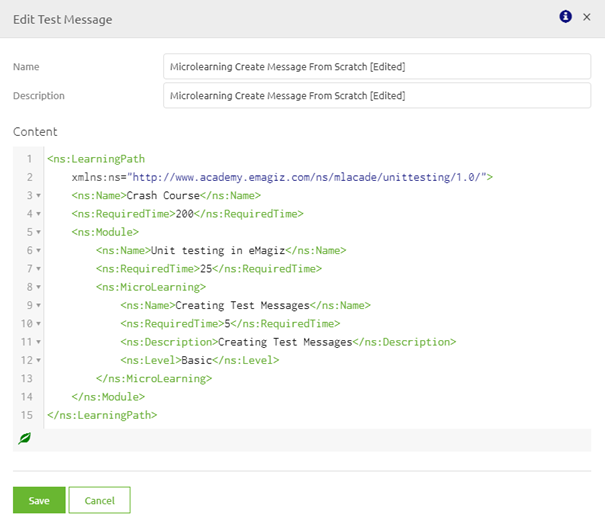 Edit Test Message
Name
Microlearning Create Message From Scratch [Edited]
Description
Microlearning Create Message From Scratch [Edited]
Content
1 <ns:LearningPath
2 xmlns:ns="http://www.academy.emagiz.com/ns/mlacade/unittesting/1.0/">
3 <ns:Name>Crash Course</ns:Name>
4 <ns:RequiredTime>200</ns:RequiredTime>
5 <ns:Module>
6 <ns:Name>Unit testing in eMagiz</ns:Name>
7 <ns:RequiredTime>25</ns:RequiredTime>
8 <ns:MicroLearning>
9 <ns:Name>Creating Test Messages</ns:Name>
10 <ns:RequiredTime>5</ns:RequiredTime>
11 <ns:Description>Creating Test Messages</ns:Description>
12 <ns:Level>Basic</ns:Level>
13 </ns:MicroLearning>
14 </ns:Module>
15 </ns:LearningPath>
Save Cancel